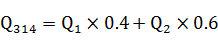 Q₃₁₄ = Q₁ × 0.4 + Q₂ × 0.6